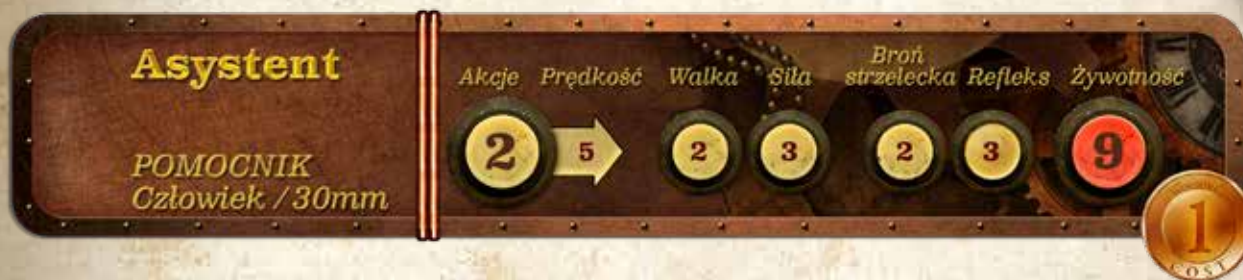 Asystent
POMOCNIK
Człowiek / 30mm
Akcje Prędkość Walka Siła Broń strzelecka Refleks Żywotność
2 5 2 3 2 3 9
1
COST